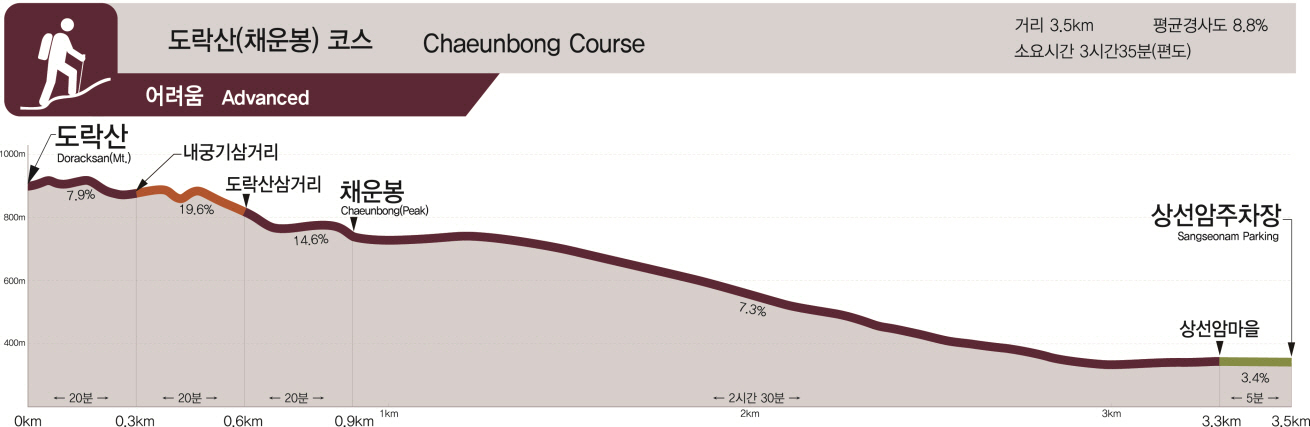 도락산(채운봉) 코스 Chaeunbong Course
거리 3.5km 평균경사도 8.8%
소요시간 3시간35분(편도)
어려움 Advanced
도락산
Doracksan(Mt.)
내궁기삼거리
도락산삼거리
채운봉
Chaeunbong(Peak)
상선암주차장
Sangseonam Parking
상선암마을
1000m
800m
600m
400m
7.9%
19.6%
14.6%
7.3%
3.4%
← 20분 →
← 20분 →
← 20분 →
← 2시간 30분 →
← 5분 →
0km 0.3km 0.6km 0.9km 1km 2km 3km 3.3km 3.5km